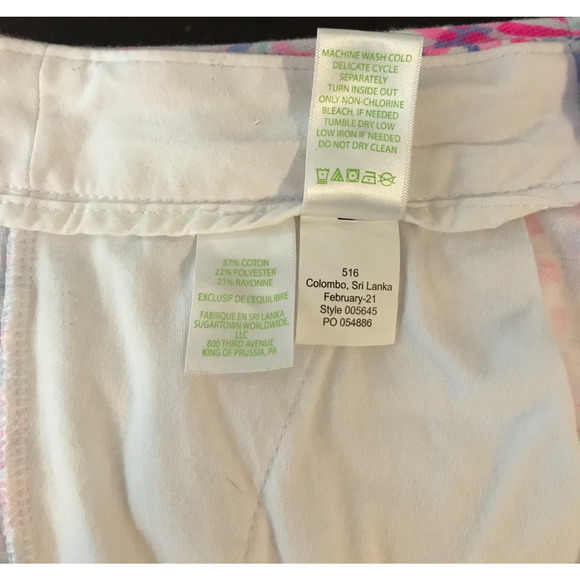 MACHINE WASH COLD
DELICATE CYCLE
SEPARATELY
TURN INSIDE OUT
ONLY NON-CHLORINE
BLEACH, IF NEEDED
TUMBLE DRY LOW
LOW IRON IF NEEDED
DO NOT DRY CLEAN
57% COTON
22% POLYESTER
21% RAYONNE
EXCLUSIF DE L'EQUILIBRE
FABRIQUE EN SRI LANKA
SUGARTOWN WORLDWIDE,
LLC
800 THIRD AVENUE
KING OF PRUSSIA, PA
516
Colombo, Sri Lanka
February-21
Style 005645
PO 054886